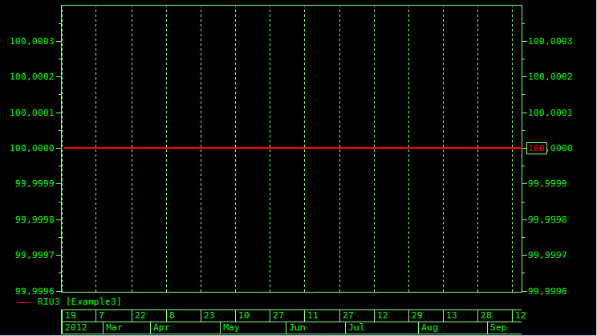 100,0003 100,0003
100,0002 100,0002
100,0001 100,0001
100,0000 100,0000
99,9999 99,9999
99,9998 99,9998
99,9997 99,9997
99,9996 99,9996
RIU3 [Example3]
19 7 22 8 23 10 27 11 27 12 29 13 28 12
2012 Mar Apr May Jun Jul Aug Sep